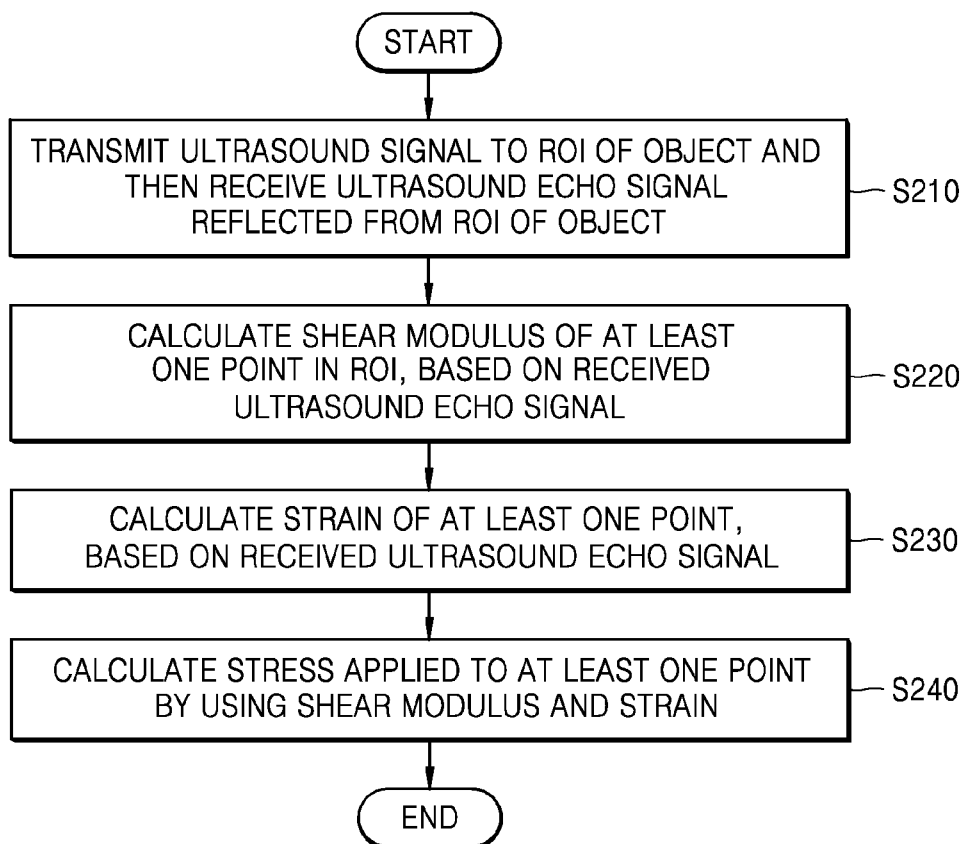 START
TRANSMIT ULTRASOUND SIGNAL TO ROI OF OBJECT AND
THEN RECEIVE ULTRASOUND ECHO SIGNAL
REFLECTED FROM ROI OF OBJECT
S210
CALCULATE SHEAR MODULUS OF AT LEAST
ONE POINT IN ROI, BASED ON RECEIVED
ULTRASOUND ECHO SIGNAL
S220
CALCULATE STRAIN OF AT LEAST ONE POINT,
BASED ON RECEIVED ULTRASOUND ECHO SIGNAL
S230
CALCULATE STRESS APPLIED TO AT LEAST ONE POINT
BY USING SHEAR MODULUS AND STRAIN
S240
END